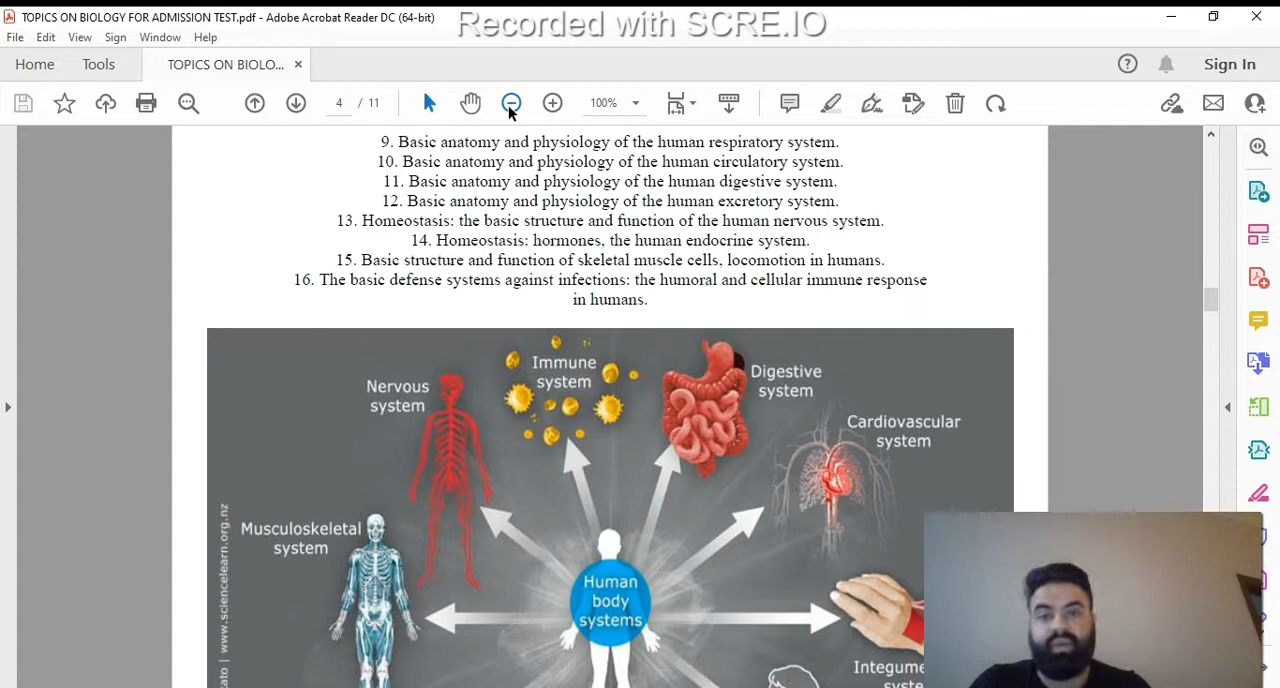 TOPICS ON BIOLOGY FOR ADMISSION TEST.pdf - Adobe Acrobat Reader DC (64-bit)
Recorded with SCRE.IO
File Edit View Sign Window Help
Home Tools TOPICS ON BIOLO... × Sign In
4 / 11 100%
9. Basic anatomy and physiology of the human respiratory system.
10. Basic anatomy and physiology of the human circulatory system.
11. Basic anatomy and physiology of the human digestive system.
12. Basic anatomy and physiology of the human excretory system.
13. Homeostasis: the basic structure and function of the human nervous system.
14. Homeostasis: hormones, the human endocrine system.
15. Basic structure and function of skeletal muscle cells, locomotion in humans.
16. The basic defense systems against infections: the humoral and cellular immune response
in humans.
Immune
system
Digestive
system
Nervous
system
Cardiovascular
system
Musculoskeletal
system
Human
body
systems
Integume
syste
ato | www.sciencelearn.org.nz